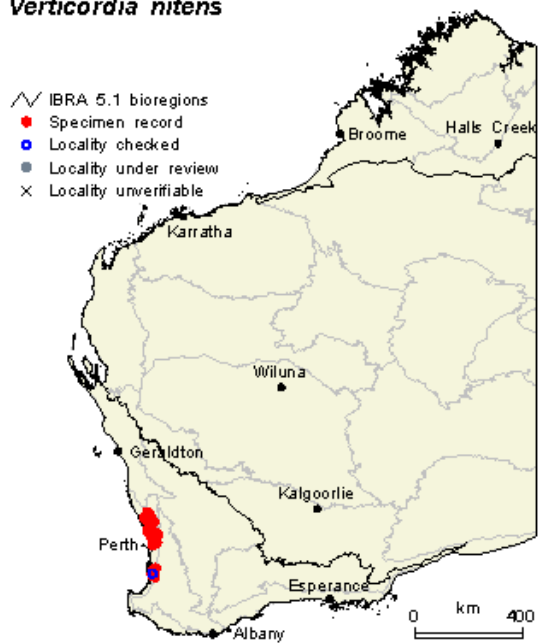 Verticordia nitens
IBRA 5.1 bioregions
Specimen record
Locality checked
Locality under review
Locality unverifiable
Broome
Halls Creek
Karratha
Wiluna
Geraldton
Kalgoorlie
Perth
Esperance
Albany
0 km 400